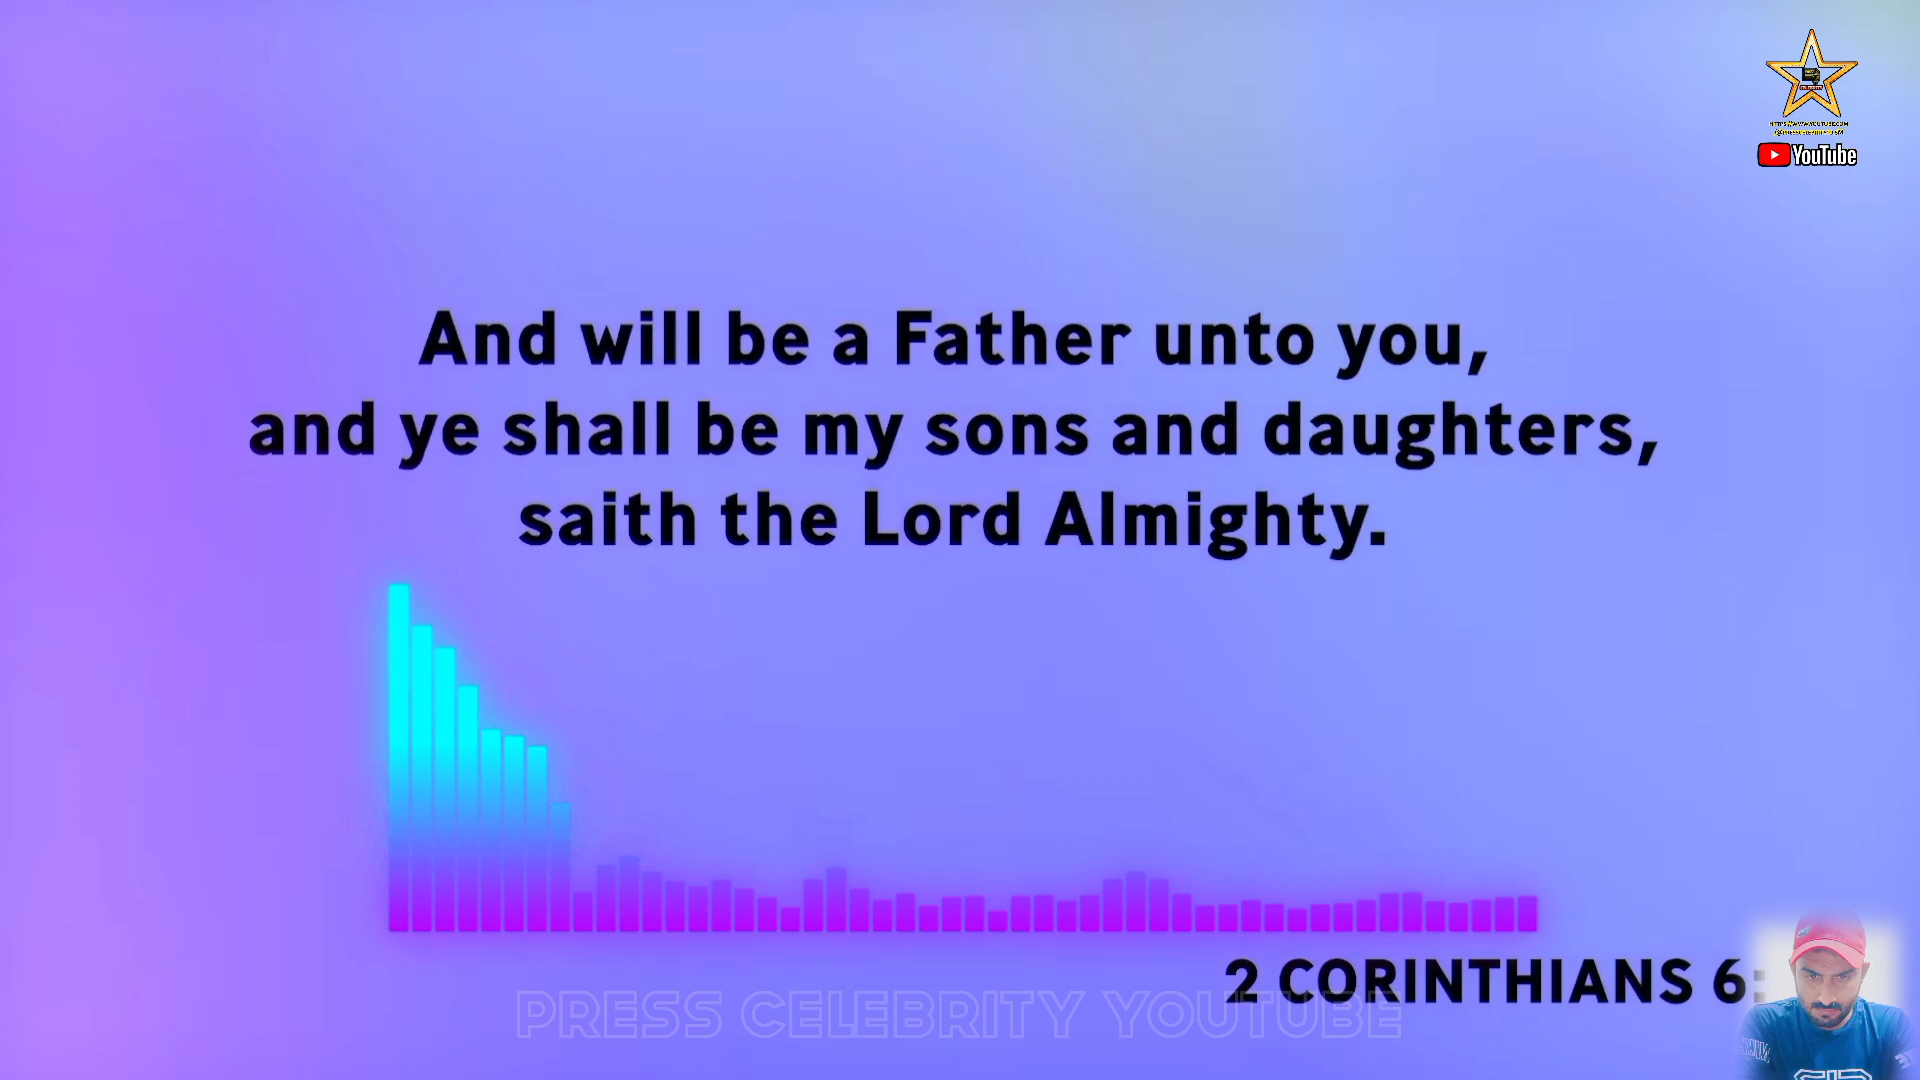 YouTube
And will be a Father unto you,
and ye shall be my sons and daughters,
saith the Lord Almighty.
2 CORINTHIANS 6:
PRESS CELEBRITY YOUTUBE